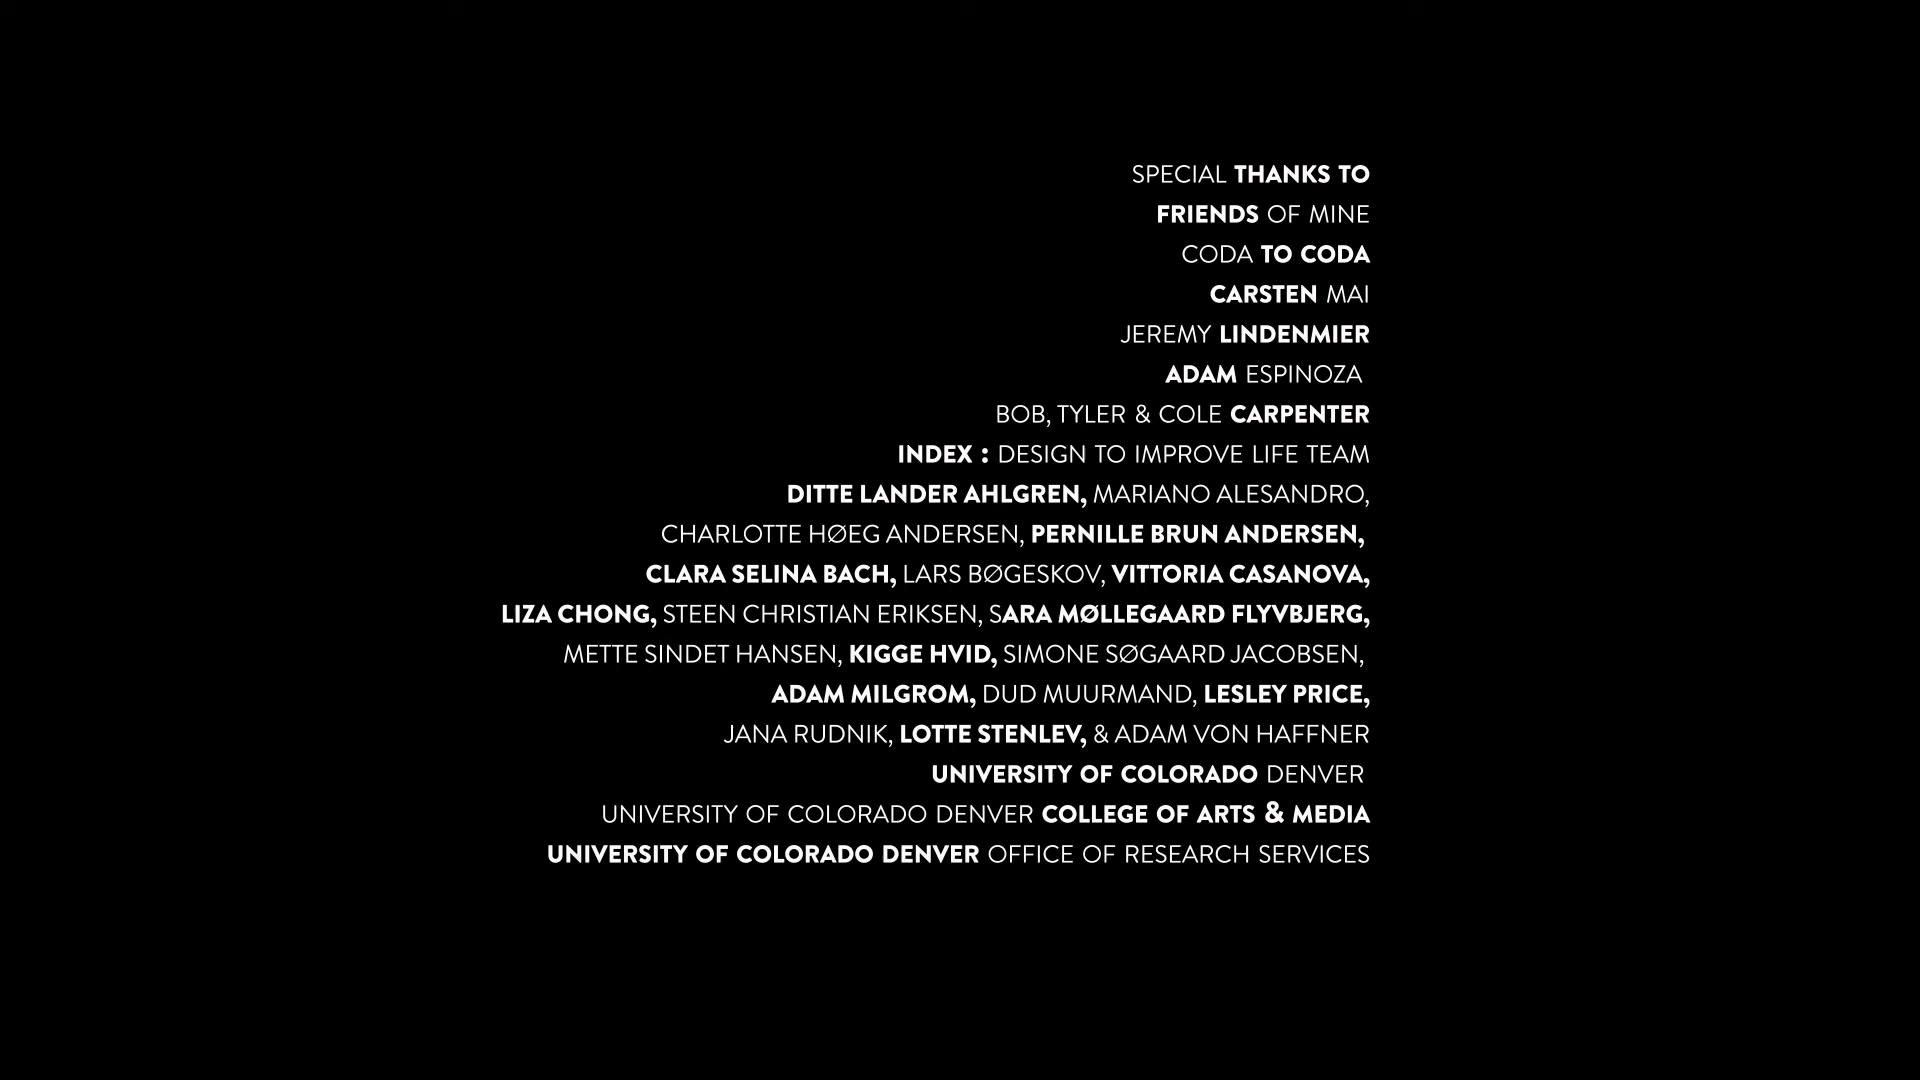 SPECIAL THANKS TO
FRIENDS OF MINE
CODA TO CODA
CARSTEN MAI
JEREMY LINDENMIER
ADAM ESPINOZA
BOB, TYLER & COLE CARPENTER
INDEX : DESIGN TO IMPROVE LIFE TEAM
DITTE LANDER AHLGREN, MARIANO ALESANDRO,
CHARLOTTE HØEG ANDERSEN, PERNILLE BRUN ANDERSEN,
CLARA SELINA BACH, LARS BØGESKOV, VITTORIA CASANOVA,
LIZA CHONG, STEEN CHRISTIAN ERIKSEN, SARA MØLLEGAARD FLYVBJERG,
METTE SINDET HANSEN, KIGGE HVID, SIMONE SØGAARD JACOBSEN,
ADAM MILGROM, DUD MUURMAND, LESLEY PRICE,
JANA RUDNIK, LOTTE STENLEV, & ADAM VON HAFFNER
UNIVERSITY OF COLORADO DENVER
UNIVERSITY OF COLORADO DENVER COLLEGE OF ARTS & MEDIA
UNIVERSITY OF COLORADO DENVER OFFICE OF RESEARCH SERVICES